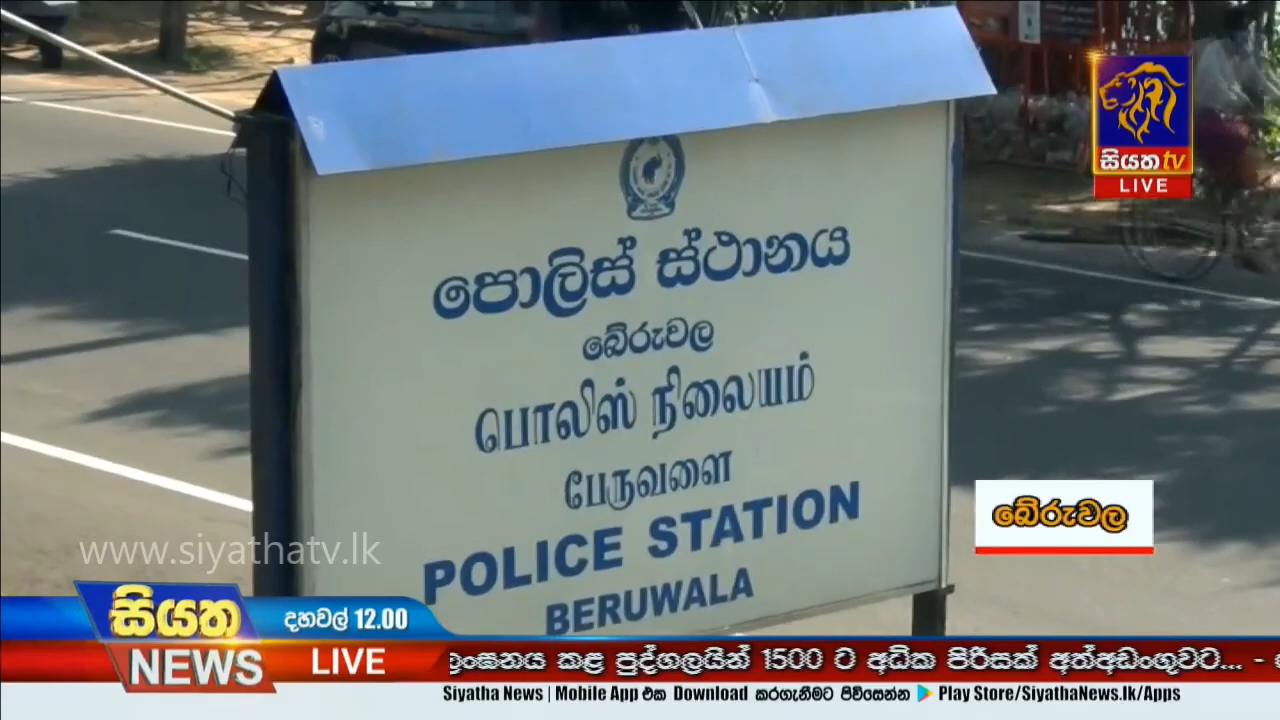 සියත tv
LIVE
පොලිස් ස්ථානය
බේරුවල
பொலிஸ் நிலையம்
பேருவளை
POLICE STATION
BERUWALA
බේරුවල
www.siyathatv.lk
සියත
NEWS
දහවල් 12.00
LIVE
කළ පුද්ගලයින් 1500 ට අධික පිරිසක් අත්අඩංගුවට... -
Siyatha News | Mobile App එක Download කරගැනීමට පිවිසෙන්න Play Store/SiyathaNews.lk/Apps